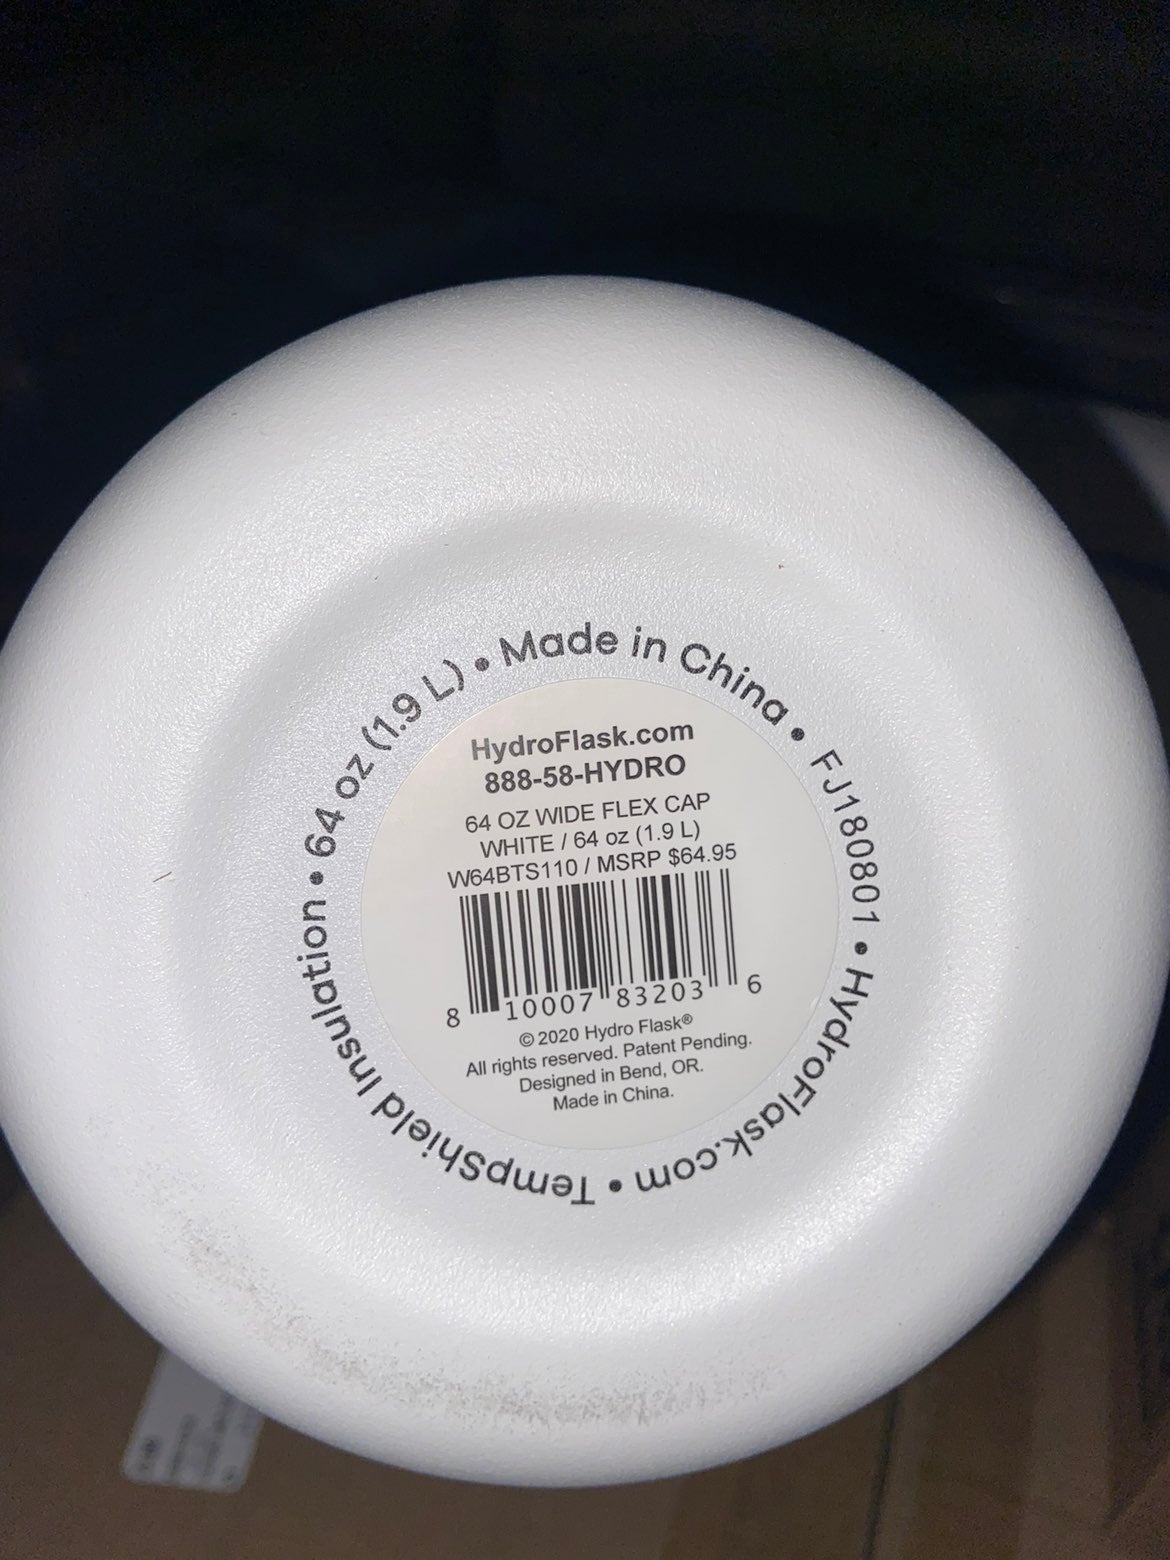 64 oz (1.9 L) • Made in China • FJ180801 • HydroFlask.com • TempShield Insulation •
HydroFlask.com
888-58-HYDRO
64 OZ WIDE FLEX CAP
WHITE / 64 oz (1.9 L)
W64BTS110 / MSRP $64.95
8 10007 83203 6
© 2020 Hydro Flask®
All rights reserved. Patent Pending.
Designed in Bend, OR.
Made in China.